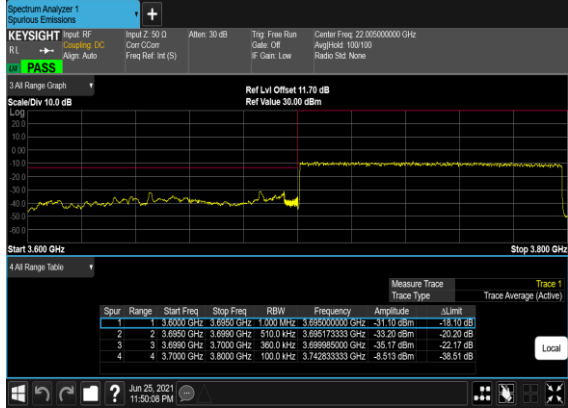 Spectrum Analyzer 1
Spurious Emissions
+
KEYSIGHT Input: RF Input Z: 50 Ω Atten: 30 dB Trig: Free Run Center Freq: 22.005000000 GHz
RL Coupling: DC Corr CCorr Gate: Off Avg|Hold: 100/100
Align: Auto Freq Ref: Int (S) IF Gain: Low Radio Std: None
LXI PASS
3 All Range Graph
Ref Lvl Offset 11.70 dB
Scale/Div 10.0 dB Ref Value 30.00 dBm
Log
20.0
10.0
0.00
-10.0
-20.0
-30.0
-40.0
-50.0
-60.0
Start 3.600 GHz Stop 3.800 GHz
4 All Range Table
Measure Trace Trace 1
Trace Type Trace Average (Active)
Spur Range Start Freq Stop Freq RBW Frequency Amplitude ΔLimit
1 1 3.6000 GHz 3.6950 GHz 1.000 MHz 3.695000000 GHz -31.10 dBm -18.10 dB
2 2 3.6950 GHz 3.6990 GHz 510.0 kHz 3.695173333 GHz -33.20 dBm -20.20 dB
3 3 3.6990 GHz 3.7000 GHz 360.0 kHz 3.699985000 GHz -35.17 dBm -22.17 dB
4 4 3.7000 GHz 3.8000 GHz 100.0 kHz 3.742833333 GHz -8.513 dBm -38.51 dB
Local
? Jun 25, 2021
11:50:08 PM